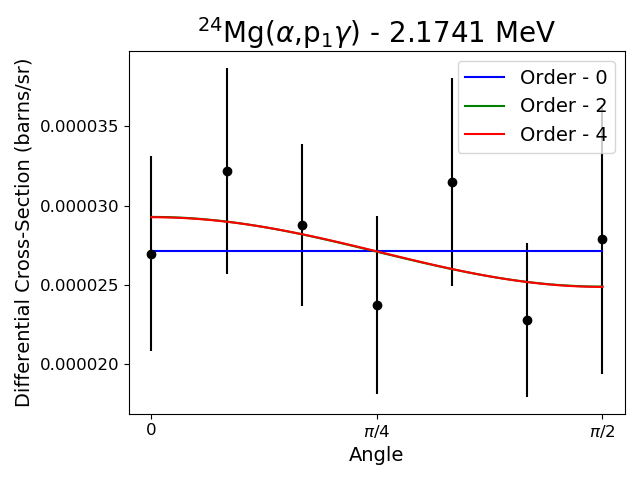 ²⁴Mg(α,p₁γ) - 2.1741 MeV
Differential Cross-Section (barns/sr)
0.000035
0.000030
0.000025
0.000020
Order - 0
Order - 2
Order - 4
0
π/4
π/2
Angle